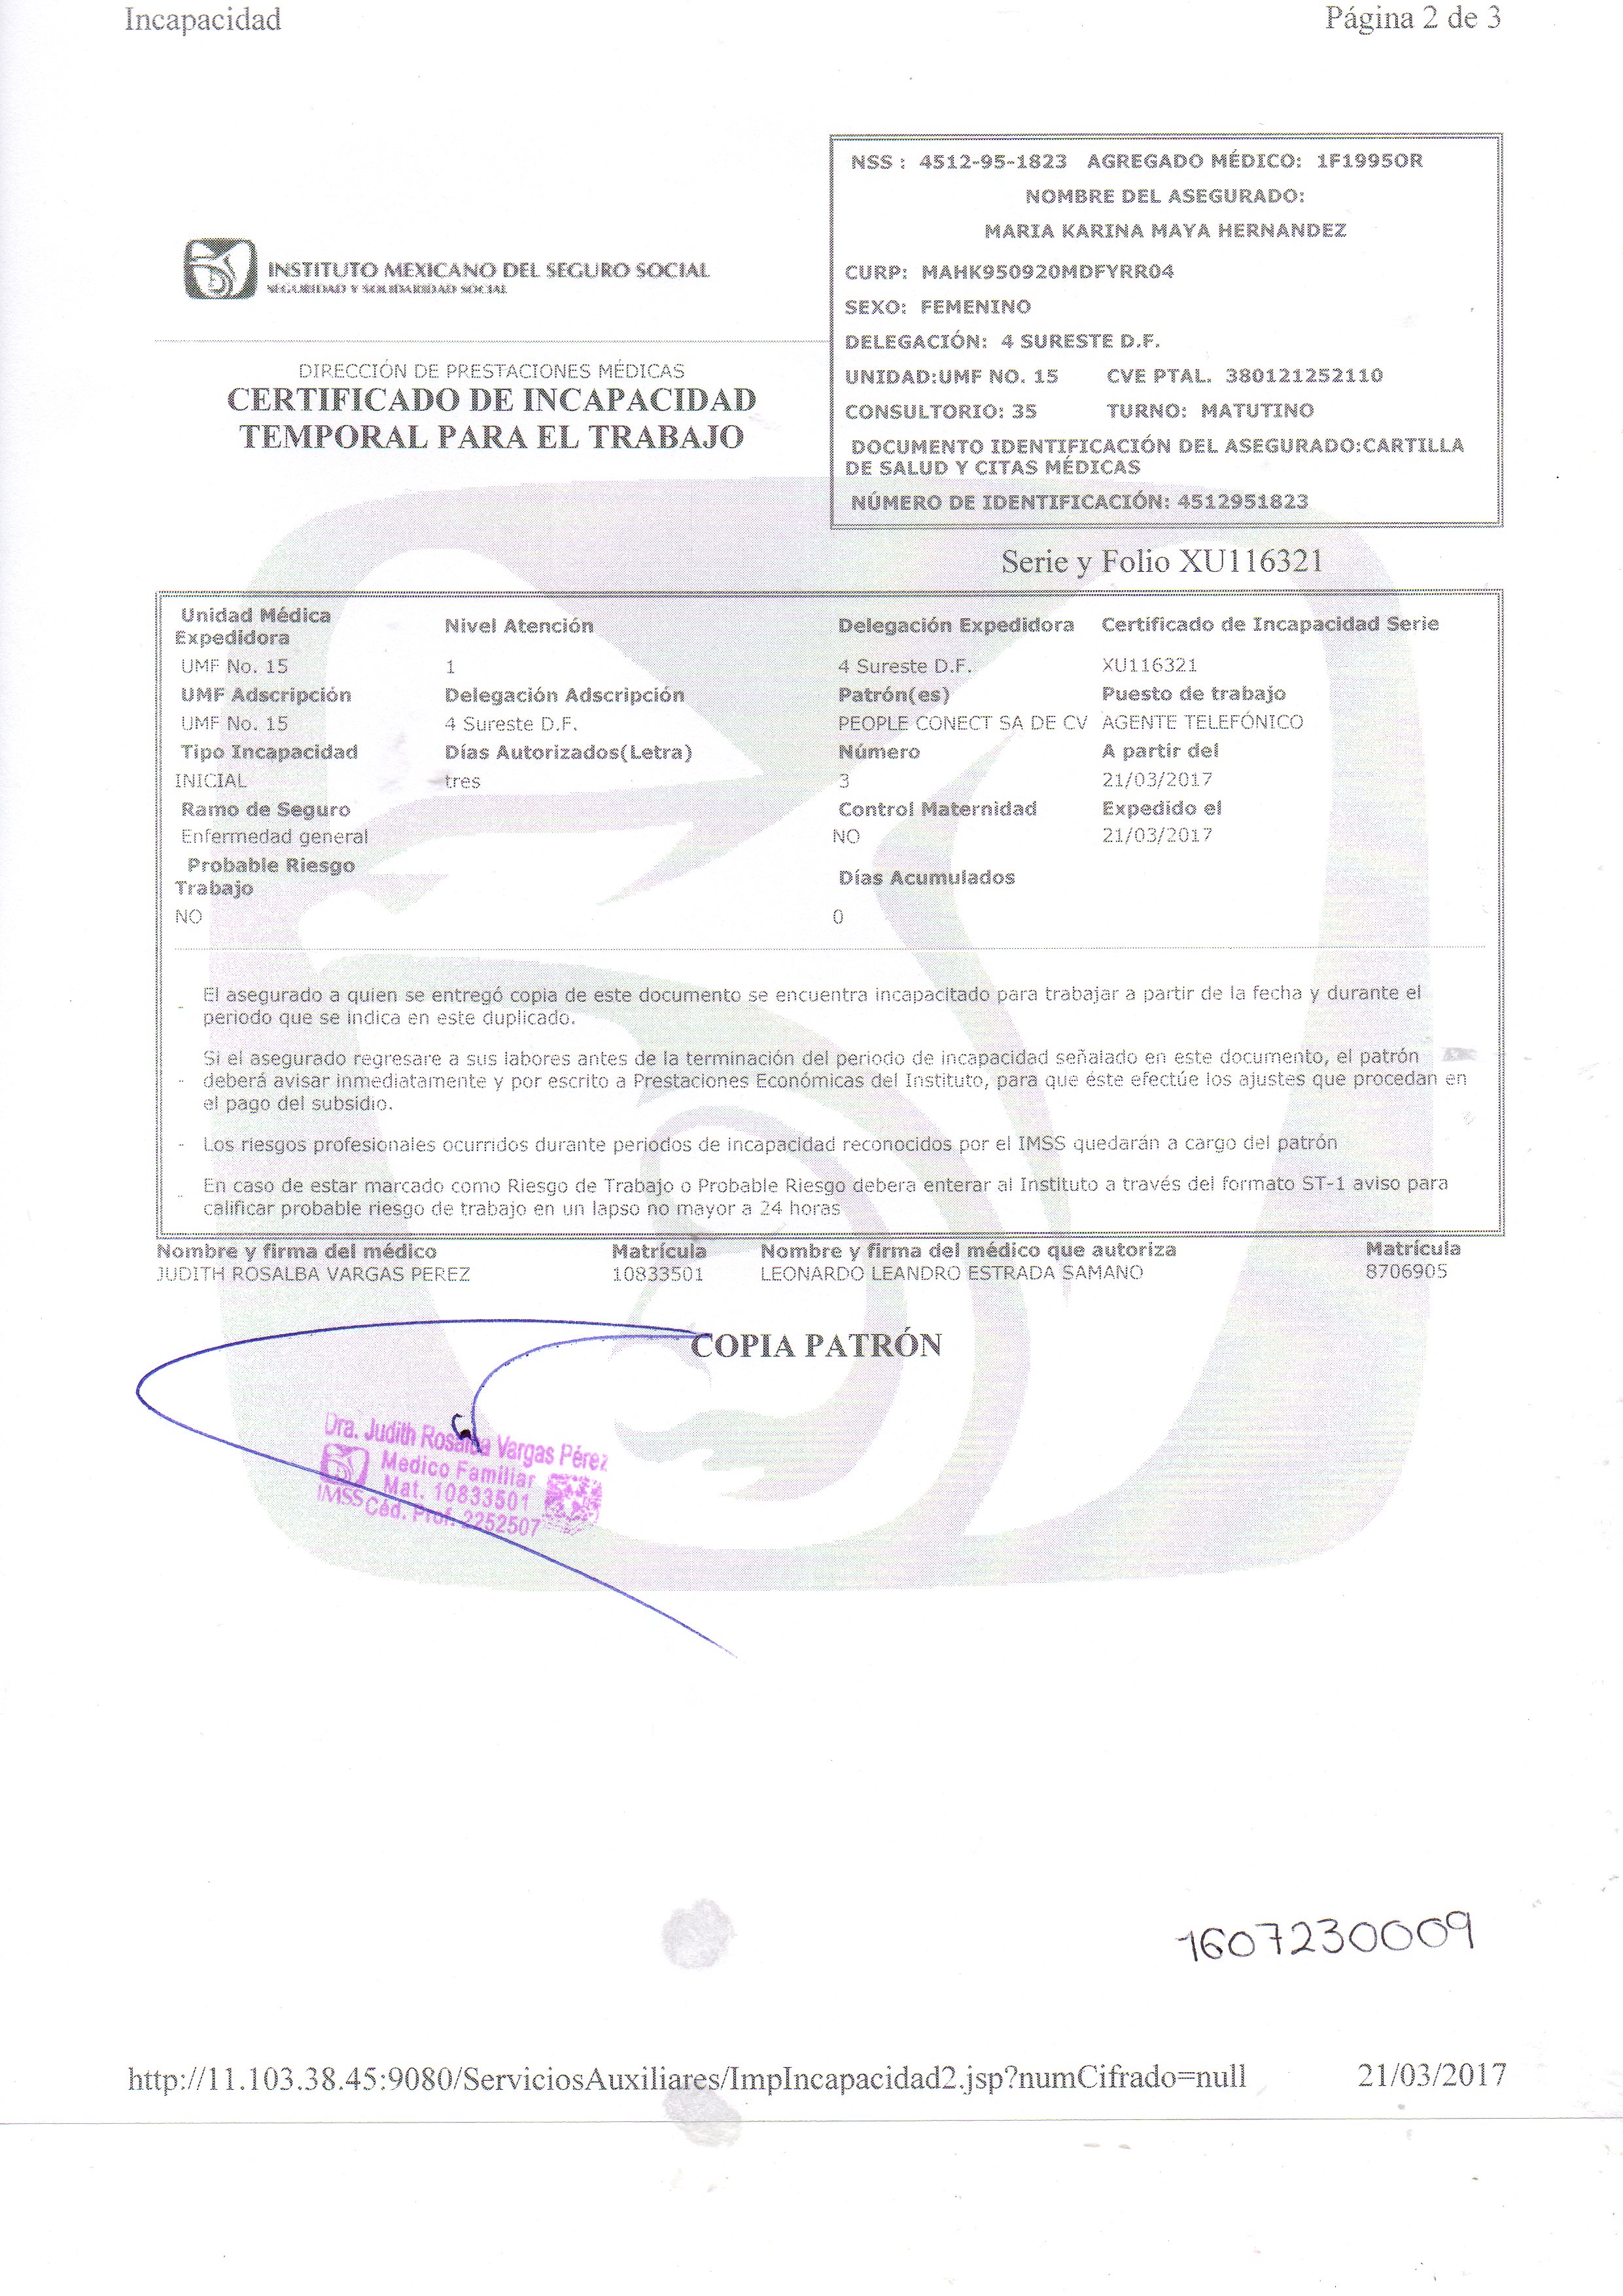 Incapacidad Página 2 de 3
NSS : 4512-95-1823 AGREGADO MÉDICO: 1F1995OR
NOMBRE DEL ASEGURADO:
MARIA KARINA MAYA HERNANDEZ
CURP: MAHK950920MDFYRR04
SEXO: FEMENINO
DELEGACIÓN: 4 SURESTE D.F.
UNIDAD:UMF NO. 15 CVE PTAL. 380121252110
CONSULTORIO: 35 TURNO: MATUTINO
DOCUMENTO IDENTIFICACIÓN DEL ASEGURADO:CARTILLA
DE SALUD Y CITAS MÉDICAS
NÚMERO DE IDENTIFICACIÓN: 4512951823
INSTITUTO MEXICANO DEL SEGURO SOCIAL
SEGURIDAD Y SOLIDARIDAD SOCIAL
DIRECCIÓN DE PRESTACIONES MÉDICAS
CERTIFICADO DE INCAPACIDAD
TEMPORAL PARA EL TRABAJO
Serie y Folio XU116321
Unidad Médica
Expedidora Nivel Atención Delegación Expedidora Certificado de Incapacidad Serie
UMF No. 15 1 4 Sureste D.F. XU116321
UMF Adscripción Delegación Adscripción Patrón(es) Puesto de trabajo
UMF No. 15 4 Sureste D.F. PEOPLE CONECT SA DE CV AGENTE TELEFÓNICO
Tipo Incapacidad Días Autorizados(Letra) Número A partir del
INICIAL tres 3 21/03/2017
Ramo de Seguro Control Maternidad Expedido el
Enfermedad general NO 21/03/2017
Probable Riesgo
Trabajo Días Acumulados
NO 0
- El asegurado a quien se entregó copia de este documento se encuentra incapacitado para trabajar a partir de la fecha y durante el
periodo que se indica en este duplicado.
Si el asegurado regresare a sus labores antes de la terminación del periodo de incapacidad señalado en este documento, el patrón
- deberá avisar inmediatamente y por escrito a Prestaciones Económicas del Instituto, para que éste efectúe los ajustes que procedan en
el pago del subsidio.
- Los riesgos profesionales ocurridos durante periodos de incapacidad reconocidos por el IMSS quedarán a cargo del patrón
- En caso de estar marcado como Riesgo de Trabajo o Probable Riesgo debera enterar al Instituto a través del formato ST-1 aviso para
calificar probable riesgo de trabajo en un lapso no mayor a 24 horas
Nombre y firma del médico Matrícula Nombre y firma del médico que autoriza Matrícula
JUDITH ROSALBA VARGAS PEREZ 10833501 LEONARDO LEANDRO ESTRADA SAMANO 8706905
COPIA PATRÓN
Dra. Judith Rosalba Vargas Pérez
Medico Familiar
Mat. 10833501
IMSS Céd. Prof. 2252507
1607230009
http://11.103.38.45:9080/ServiciosAuxiliares/ImpIncapacidad2.jsp?numCifrado=null 21/03/2017